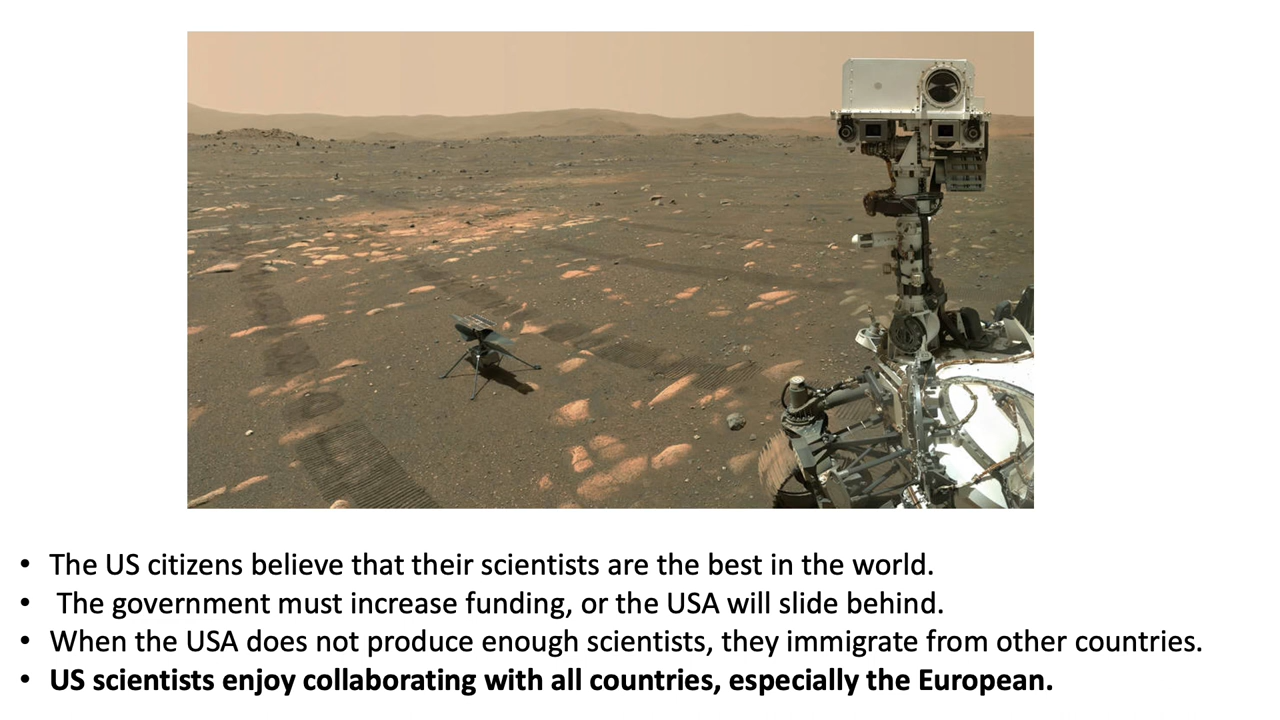 • The US citizens believe that their scientists are the best in the world.
• The government must increase funding, or the USA will slide behind.
• When the USA does not produce enough scientists, they immigrate from other countries.
• US scientists enjoy collaborating with all countries, especially the European.